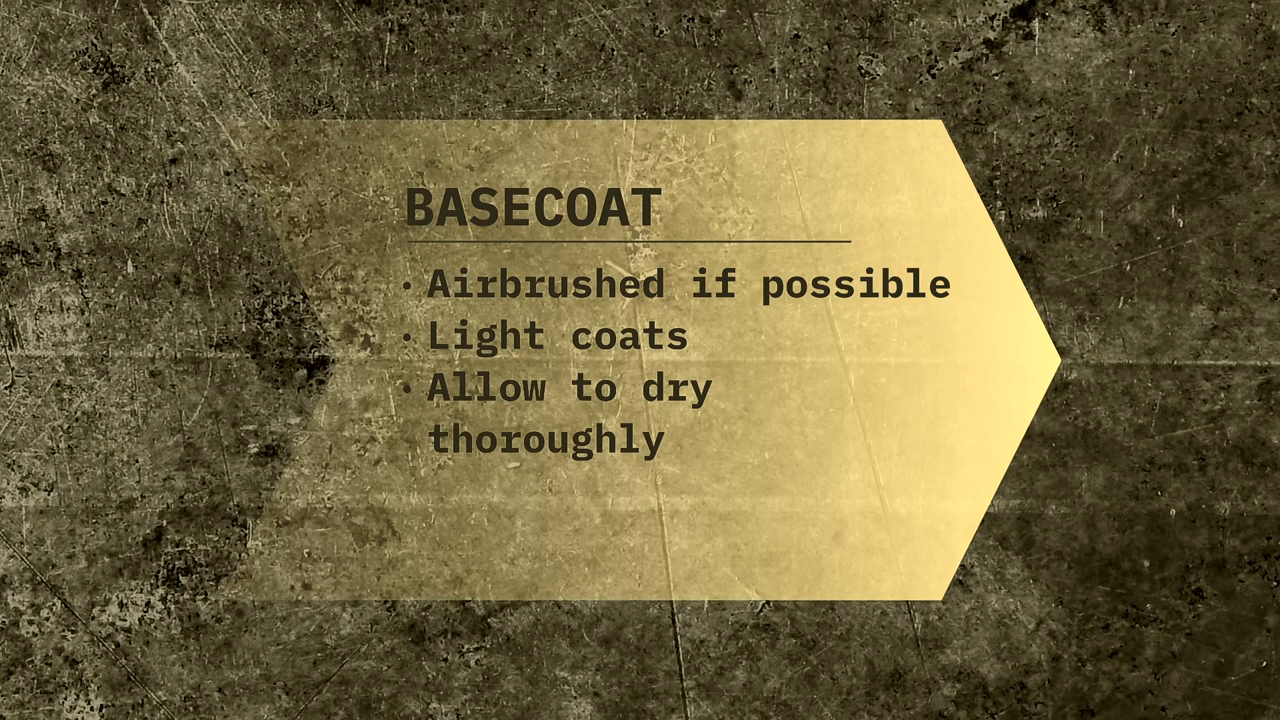 BASECOAT
• Airbrushed if possible
• Light coats
• Allow to dry
thoroughly